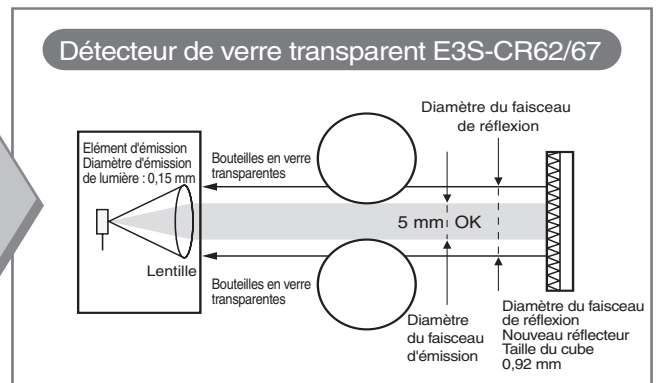 Détecteur de verre transparent E3S-CR62/67
Diamètre du faisceau
de réflexion
Elément d'émission
Diamètre d'émission
de lumière : 0,15 mm
Bouteilles en verre
transparentes
5 mm OK
Lentille
Bouteilles en verre
transparentes
Diamètre
du faisceau
d'émission
Diamètre du faisceau
de réflexion
Nouveau réflecteur
Taille du cube
0,92 mm